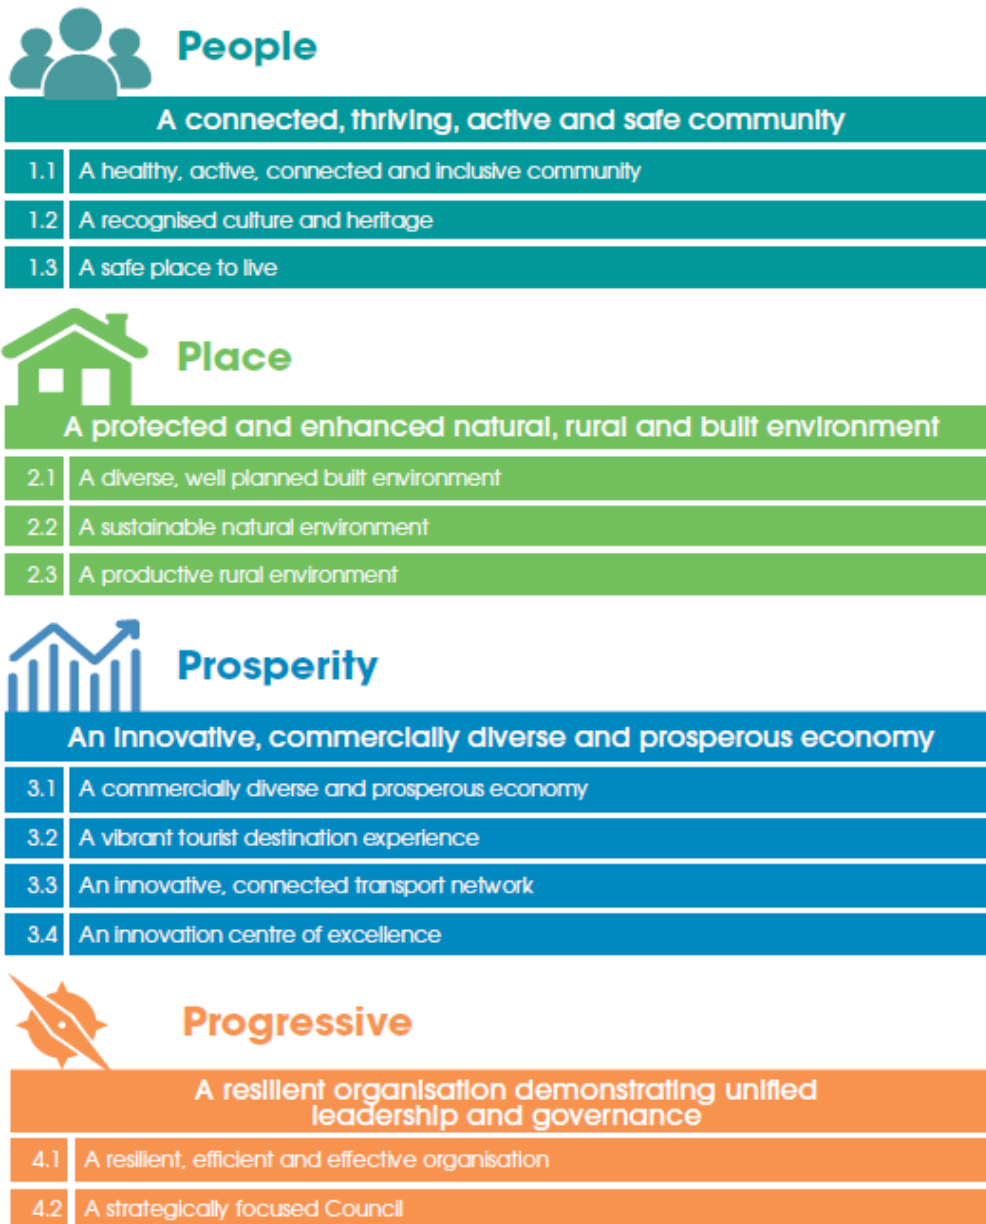 People
A connected, thriving, active and safe community
1.1 A healthy, active, connected and inclusive community
1.2 A recognised culture and heritage
1.3 A safe place to live
Place
A protected and enhanced natural, rural and built environment
2.1 A diverse, well planned built environment
2.2 A sustainable natural environment
2.3 A productive rural environment
Prosperity
An innovative, commercially diverse and prosperous economy
3.1 A commercially diverse and prosperous economy
3.2 A vibrant tourist destination experience
3.3 An innovative, connected transport network
3.4 An innovation centre of excellence
Progressive
A resilient organisation demonstrating unified
leadership and governance
4.1 A resilient, efficient and effective organisation
4.2 A strategically focused Council